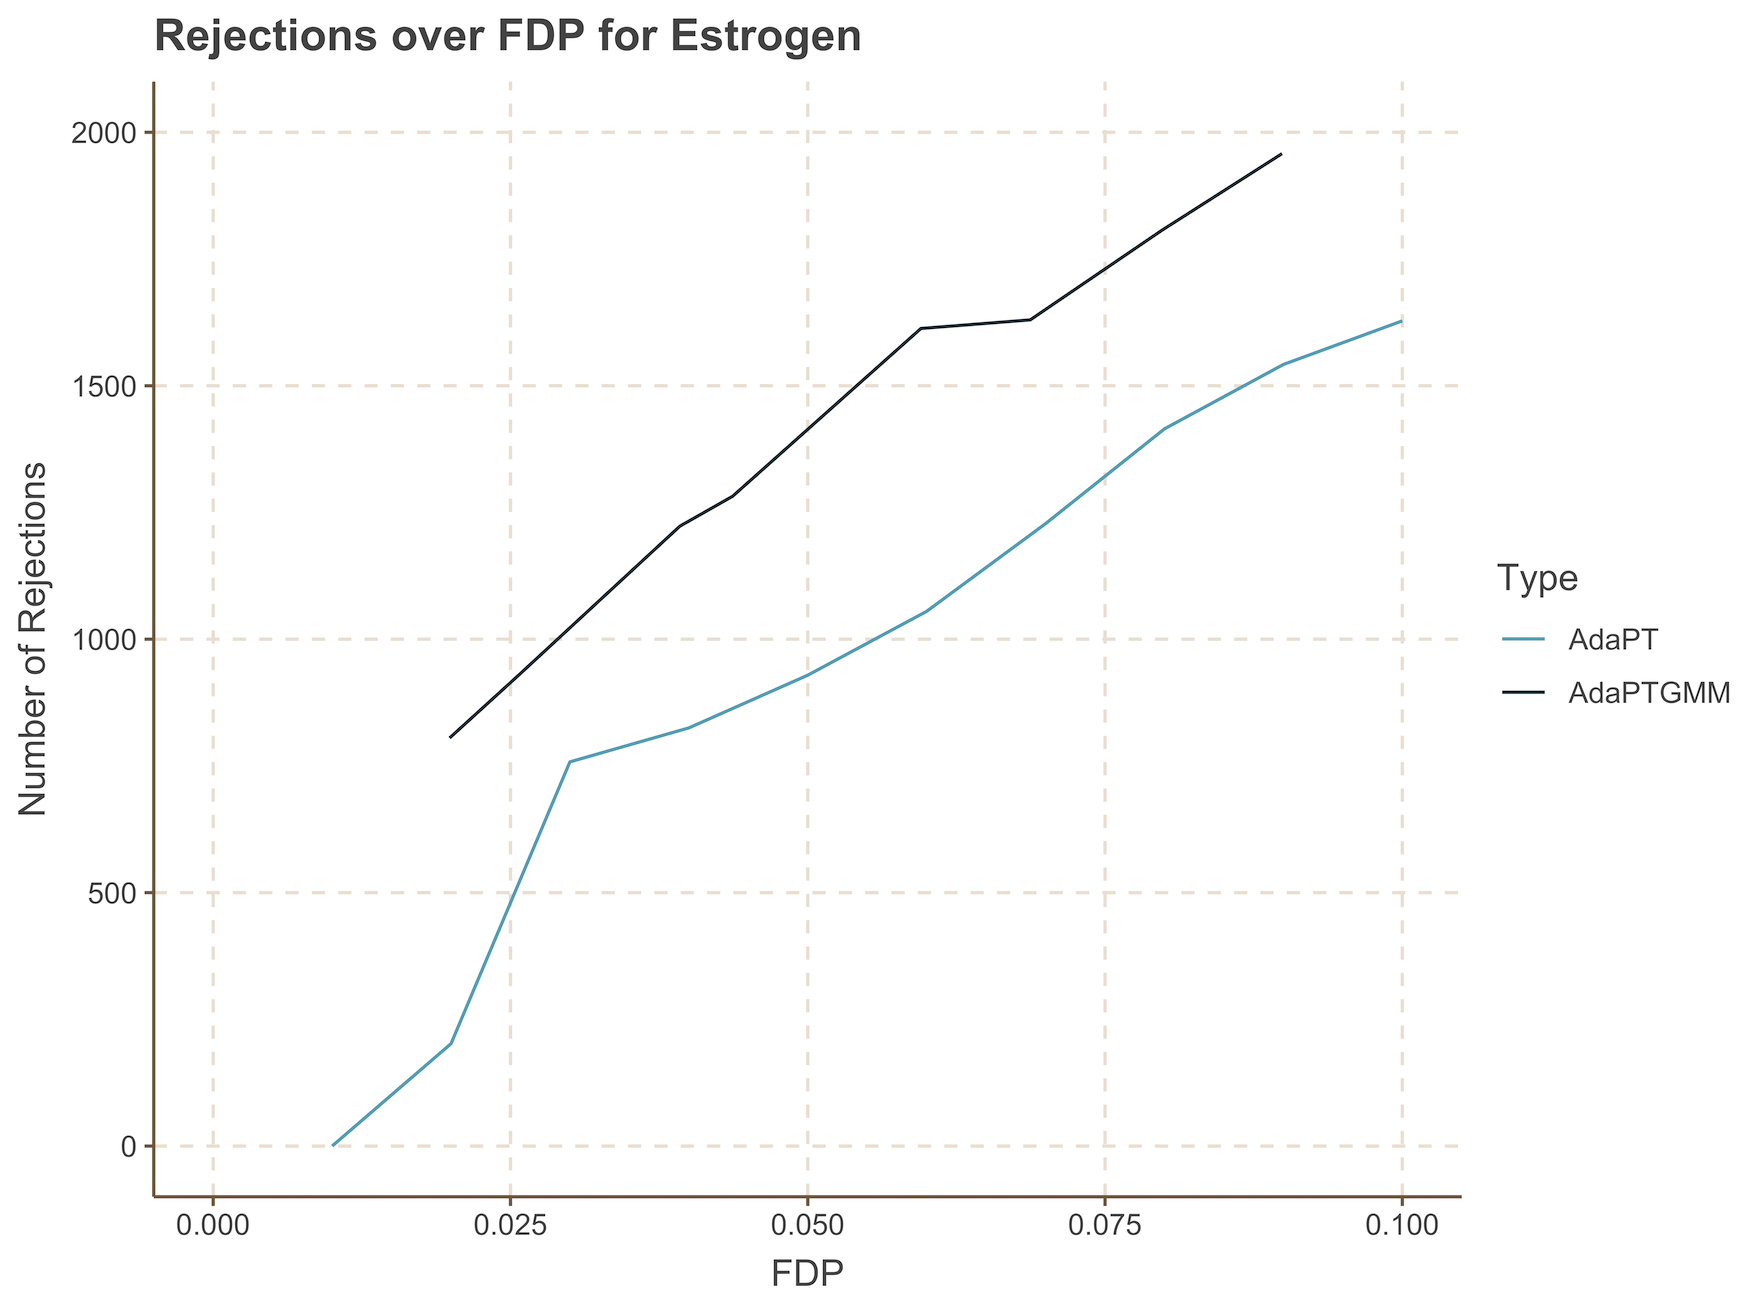 Rejections over FDP for Estrogen
2000
1500
1000
500
0
Number of Rejections
0.000 0.025 0.050 0.075 0.100
FDP
Type
AdaPT
AdaPTGMM